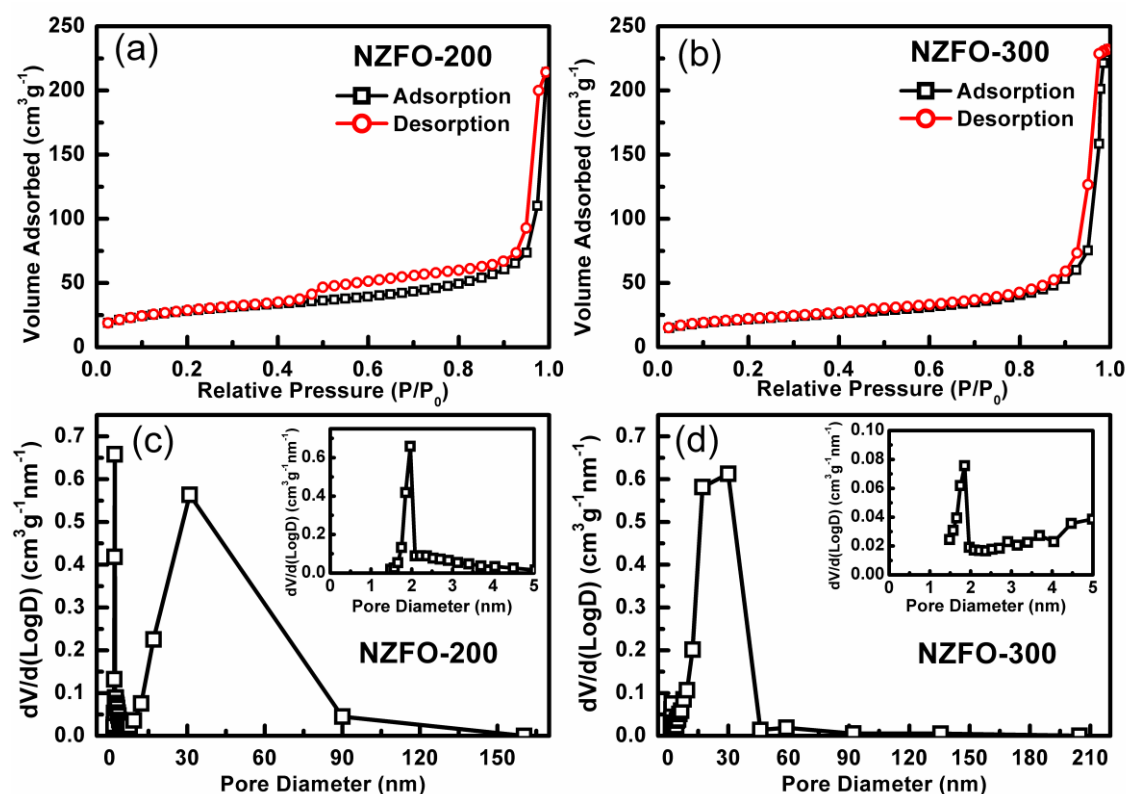 (a)
NZFO-200
Adsorption
Desorption
Volume Adsorbed (cm³g⁻¹)
250
200
150
100
50
0
0.0 0.2 0.4 0.6 0.8 1.0
Relative Pressure (P/P₀)
(b)
NZFO-300
Adsorption
Desorption
Volume Adsorbed (cm³g⁻¹)
250
200
150
100
50
0
0.0 0.2 0.4 0.6 0.8 1.0
Relative Pressure (P/P₀)
(c)
dV/d(LogD) (cm³g⁻¹nm⁻¹)
0.7
0.6
0.5
0.4
0.3
0.2
0.1
0.0
0 30 60 90 120 150
Pore Diameter (nm)
dV/d(LogD) (cm³g⁻¹nm⁻¹)
0.6
0.4
0.2
0.0
0 1 2 3 4 5
Pore Diameter (nm)
NZFO-200
(d)
dV/d(LogD) (cm³g⁻¹nm⁻¹)
0.7
0.6
0.5
0.4
0.3
0.2
0.1
0.0
0 30 60 90 120 150 180 210
Pore Diameter (nm)
dV/d(LogD) (cm³g⁻¹nm⁻¹)
0.10
0.08
0.06
0.04
0.02
0.00
0 1 2 3 4 5
Pore Diameter (nm)
NZFO-300